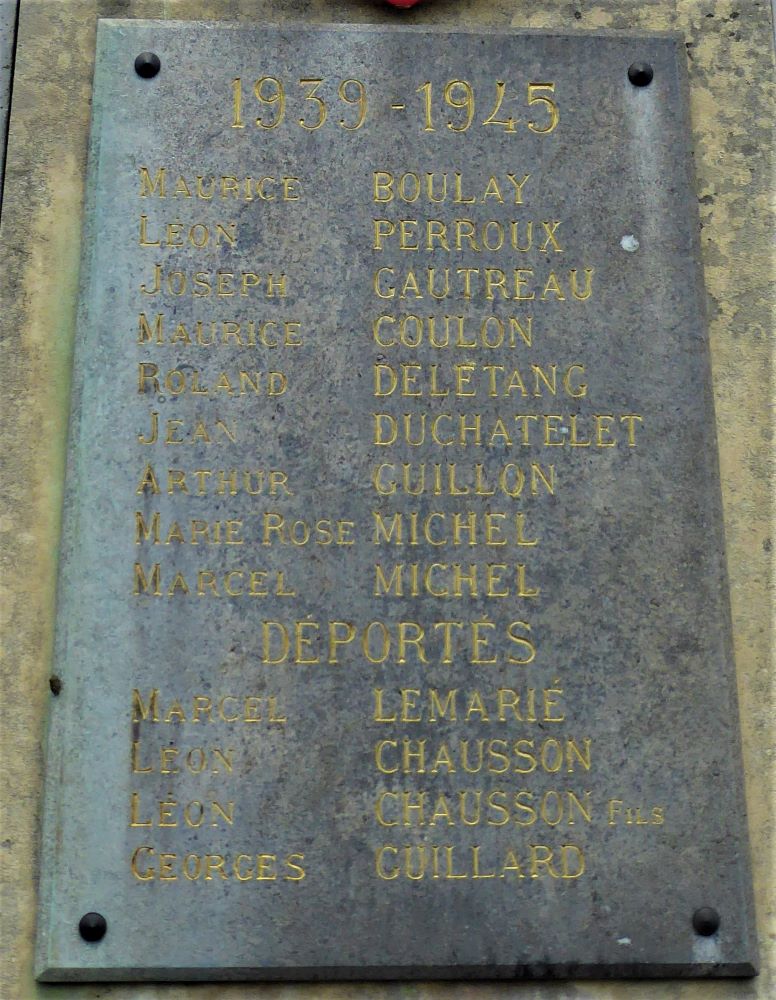 1939-1945
MAURICE BOULAY
LÉON PERROUX
JOSEPH GAUTREAU
MAURICE COULON
ROLAND DELÉTANG
JEAN DUCHATELET
ARTHUR GUILLON
MARIE ROSE MICHEL
MARCEL MICHEL
DÉPORTÉS
MARCEL LEMARIÉ
LÉON CHAUSSON
LÉON CHAUSSON FILS
GEORGES GUILLARD